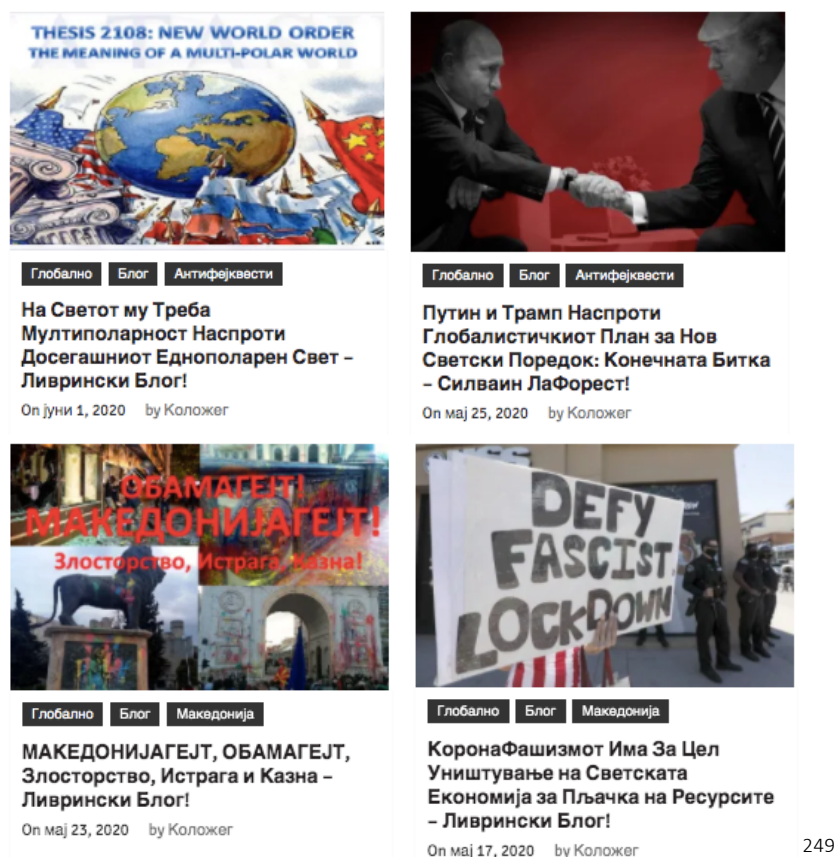 THESIS 2108: NEW WORLD ORDER
THE MEANING OF A MULTI-POLAR WORLD
Глобално Блог Антифејквести
На Светот му Треба
Мултиполарност Наспроти
Досегашниот Еднополарен Свет –
Ливрински Блог!
On јуни 1, 2020 by Коложег
Глобално Блог Антифејквести
Путин и Трамп Наспроти
Глобалистичкиот План за Нов
Светски Поредок: Конечната Битка
– Силваин ЛаФорест!
On мај 25, 2020 by Коложег
ОБАМАГЕЈТ!
МАКЕДОНИЈАГЕЈТ!
Злосторство, Истрага, Казна!
Глобално Блог Македонија
МАКЕДОНИЈАГЕЈТ, ОБАМАГЕЈТ,
Злосторство, Истрага и Казна –
Ливрински Блог!
On мај 23, 2020 by Коложег
DEFY
FASCIST
LOCKDOWN
Глобално Блог Македонија
КоронаФашизмот Има За Цел
Уништување на Светската
Економија за Пљачка на Ресурсите
– Ливрински Блог!
On мај 17, 2020 by Коложег
249